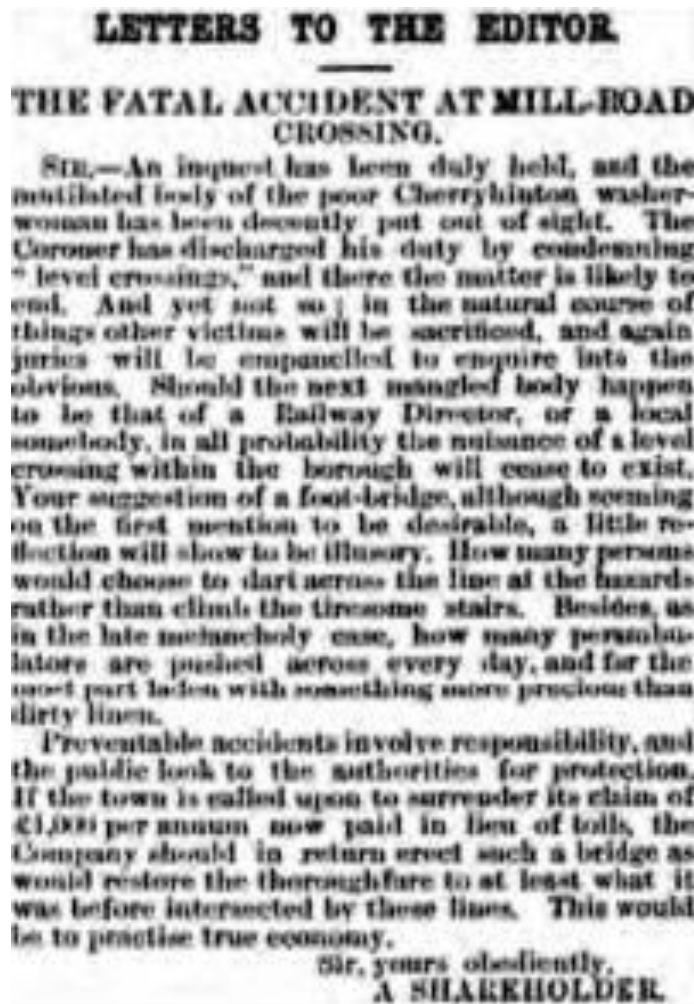 LETTERS TO THE EDITOR.
THE FATAL ACCIDENT AT MILL-ROAD
CROSSING.
SIR,—An inquest has been duly held, and the
mutilated body of the poor Cherryhinton washer-
woman has been decently put out of sight. The
Coroner has discharged his duty by condemning
"level crossings," and there the matter is likely to
end. And yet not so; in the natural course of
things other victims will be sacrificed, and again
juries will be empanelled to enquire into the
obvious. Should the next mangled body happen
to be that of a Railway Director, or a local
somebody, in all probability the nuisance of a level
crossing within the borough will cease to exist.
Your suggestion of a foot-bridge, although seeming
on the first mention to be desirable, a little re-
flection will show to be illusory. How many persons
would choose to dart across the line at the hazards
rather than climb the tiresome stairs. Besides, as
in the late melancholy case, how many perambu-
lators are pushed across every day, and for the
most part laden with something more precious than
dirty linen.
Preventable accidents involve responsibility, and
the public look to the authorities for protection.
If the town is called upon to surrender its claim of
£1,000 per annum now paid in lieu of tolls, the
Company should in return erect such a bridge as
would restore the thoroughfare to at least what it
was before intersected by these lines. This would
be to practise true economy.
Sir, yours obediently,
A SHAREHOLDER.